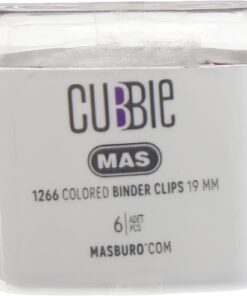 CUBBIE
MAS
1266 COLORED BINDER CLIPS 19 MM
6 ADET
PCS
MASBURO.COM